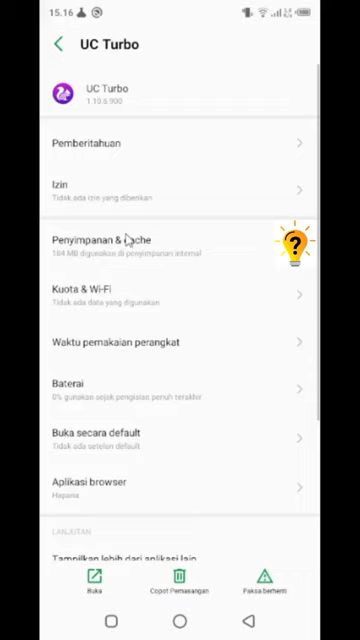 15.16
UC Turbo
UC Turbo
1.10.6.900
Pemberitahuan
Izin
Tidak ada izin yang diberikan
Penyimpanan & cache
184 MB digunakan di penyimpanan internal
?
Kuota & Wi-Fi
Tidak ada data yang digunakan
Waktu pemakaian perangkat
Baterai
0% gunakan sejak pengisian penuh terakhir
Buka secara default
Tidak ada setelan default
Aplikasi browser
LANJUTAN
Tampilkan lebih dari aplikasi lain
Buka
Copot Pemasangan
Paksa berhenti